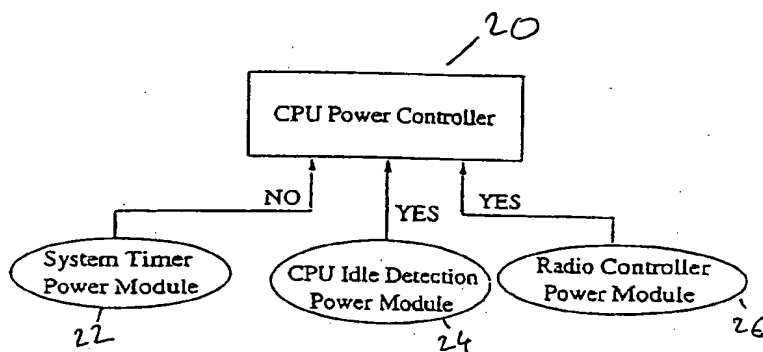 20
CPU Power Controller
NO
YES
YES
System Timer
Power Module
CPU Idle Detection
Power Module
Radio Controller
Power Module
22
24
26